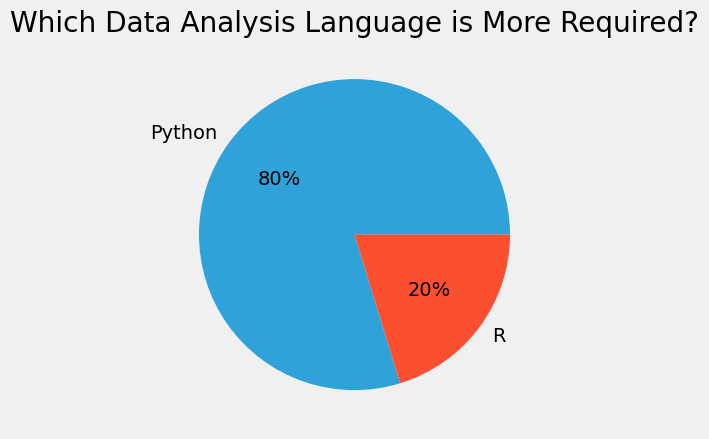 Which Data Analysis Language is More Required?
Python
80%
20%
R